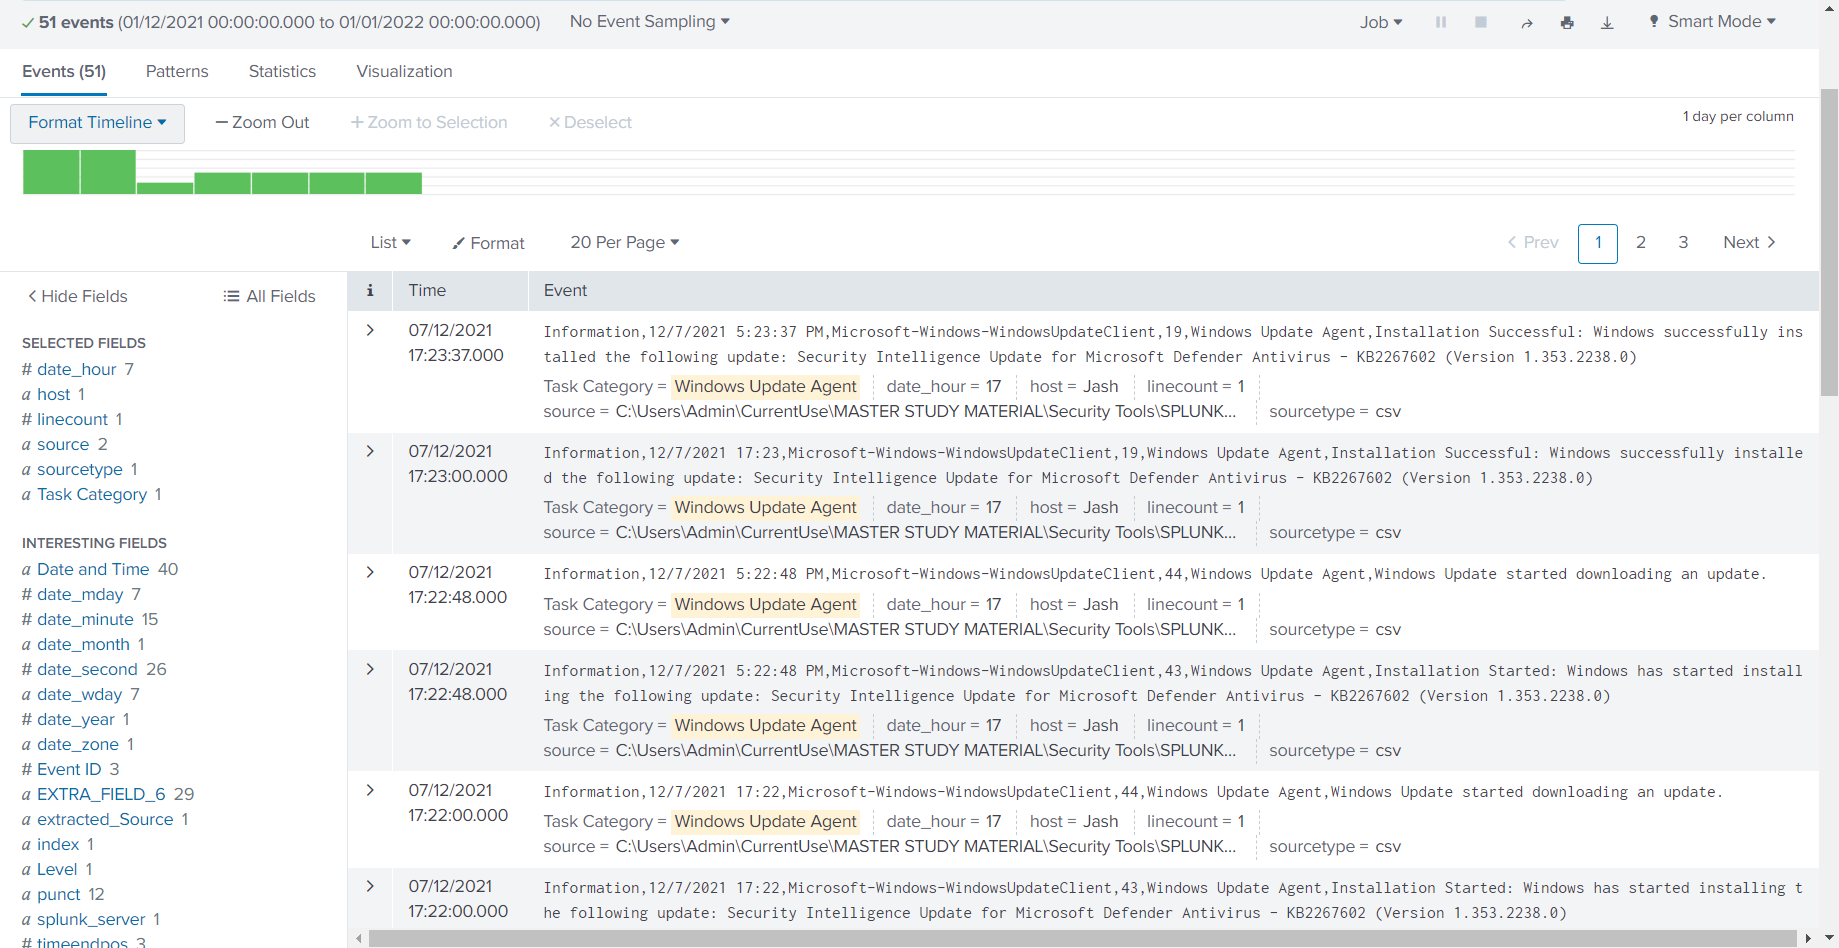 51 events (01/12/2021 00:00:00.000 to 01/01/2022 00:00:00.000) No Event Sampling Job Smart Mode
Events (51) Patterns Statistics Visualization
Format Timeline — Zoom Out + Zoom to Selection × Deselect 1 day per column
List Format 20 Per Page < Prev 1 2 3 Next >
< Hide Fields All Fields
SELECTED FIELDS
# date_hour 7
a host 1
# linecount 1
a source 2
a sourcetype 1
a Task Category 1
INTERESTING FIELDS
a Date and Time 40
# date_mday 7
# date_minute 15
a date_month 1
# date_second 26
a date_wday 7
# date_year 1
a date_zone 1
# Event ID 3
a EXTRA_FIELD_6 29
a extracted_Source 1
a index 1
a Level 1
a punct 12
a splunk_server 1
# timeendpos 3
i Time Event
> 07/12/2021 17:23:37.000
Information,12/7/2021 5:23:37 PM,Microsoft-Windows-WindowsUpdateClient,19,Windows Update Agent,Installation Successful: Windows successfully ins
talled the following update: Security Intelligence Update for Microsoft Defender Antivirus - KB2267602 (Version 1.353.2238.0)
Task Category = Windows Update Agent date_hour = 17 host = Jash linecount = 1
source = C:\Users\Admin\CurrentUse\MASTER STUDY MATERIAL\Security Tools\SPLUNK... sourcetype = csv
> 07/12/2021 17:23:00.000
Information,12/7/2021 17:23,Microsoft-Windows-WindowsUpdateClient,19,Windows Update Agent,Installation Successful: Windows successfully installe
d the following update: Security Intelligence Update for Microsoft Defender Antivirus - KB2267602 (Version 1.353.2238.0)
Task Category = Windows Update Agent date_hour = 17 host = Jash linecount = 1
source = C:\Users\Admin\CurrentUse\MASTER STUDY MATERIAL\Security Tools\SPLUNK... sourcetype = csv
> 07/12/2021 17:22:48.000
Information,12/7/2021 5:22:48 PM,Microsoft-Windows-WindowsUpdateClient,44,Windows Update Agent,Windows Update started downloading an update.
Task Category = Windows Update Agent date_hour = 17 host = Jash linecount = 1
source = C:\Users\Admin\CurrentUse\MASTER STUDY MATERIAL\Security Tools\SPLUNK... sourcetype = csv
> 07/12/2021 17:22:48.000
Information,12/7/2021 5:22:48 PM,Microsoft-Windows-WindowsUpdateClient,43,Windows Update Agent,Installation Started: Windows has started install
ing the following update: Security Intelligence Update for Microsoft Defender Antivirus - KB2267602 (Version 1.353.2238.0)
Task Category = Windows Update Agent date_hour = 17 host = Jash linecount = 1
source = C:\Users\Admin\CurrentUse\MASTER STUDY MATERIAL\Security Tools\SPLUNK... sourcetype = csv
> 07/12/2021 17:22:00.000
Information,12/7/2021 17:22,Microsoft-Windows-WindowsUpdateClient,44,Windows Update Agent,Windows Update started downloading an update.
Task Category = Windows Update Agent date_hour = 17 host = Jash linecount = 1
source = C:\Users\Admin\CurrentUse\MASTER STUDY MATERIAL\Security Tools\SPLUNK... sourcetype = csv
> 07/12/2021 17:22:00.000
Information,12/7/2021 17:22,Microsoft-Windows-WindowsUpdateClient,43,Windows Update Agent,Installation Started: Windows has started installing t
he following update: Security Intelligence Update for Microsoft Defender Antivirus - KB2267602 (Version 1.353.2238.0)